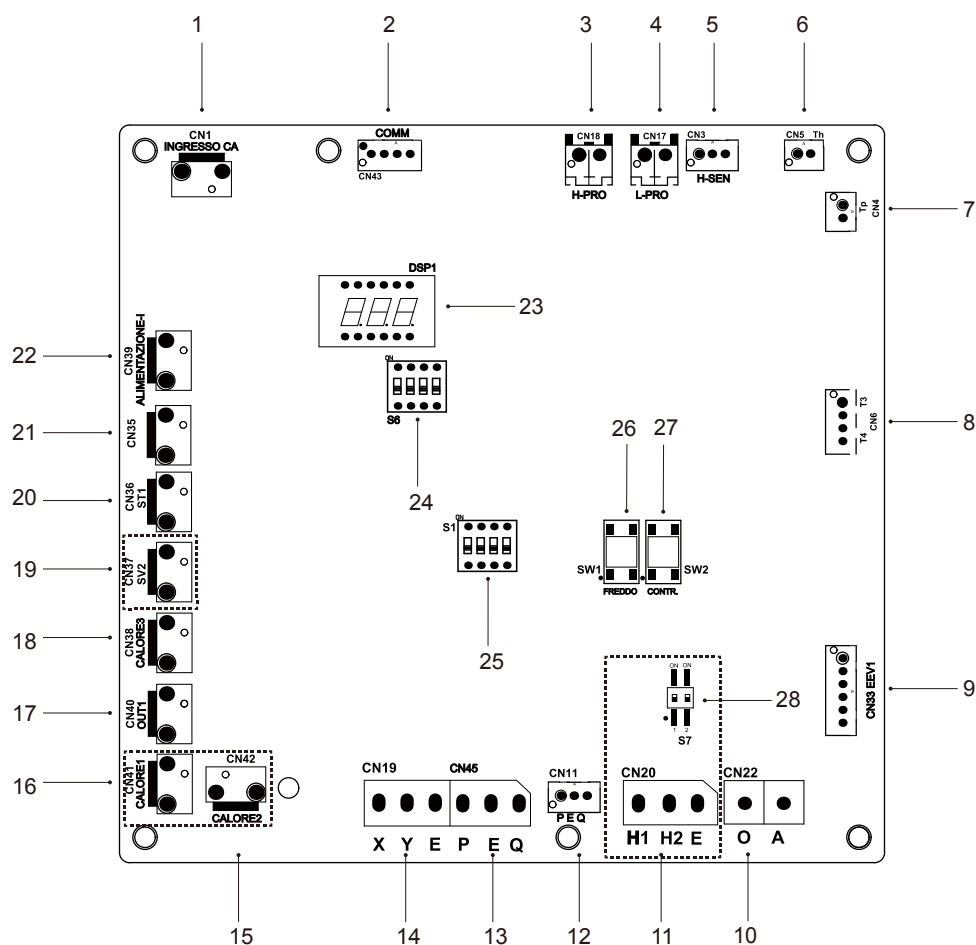 1
2
3
4
5
6
CN1
INGRESSO CA
COMM
CN43
CN18
H-PRO
CN17
L-PRO
CN3
H-SEN
CN5 Th
Tp
CN4
7
DSP1
23
22
CN39
ALIMENTAZIONE-I
ON
S6
24
T3
CN6
T4
8
21
CN35
26
27
20
CN36
ST1
ON
S1
25
19
CN37
SV2
SW1
FREDDO
SW2
CONTR.
18
CN38
CALORE3
CN33 EEV1
9
ON ON
1 2
S7
28
17
CN40
OUT1
16
CN41
CALORE1
CN42
CALORE2
CN19
CN45
X Y E P E Q
CN11
P E Q
CN20
H1 H2 E
CN22
O A
15
14
13
12
11
10